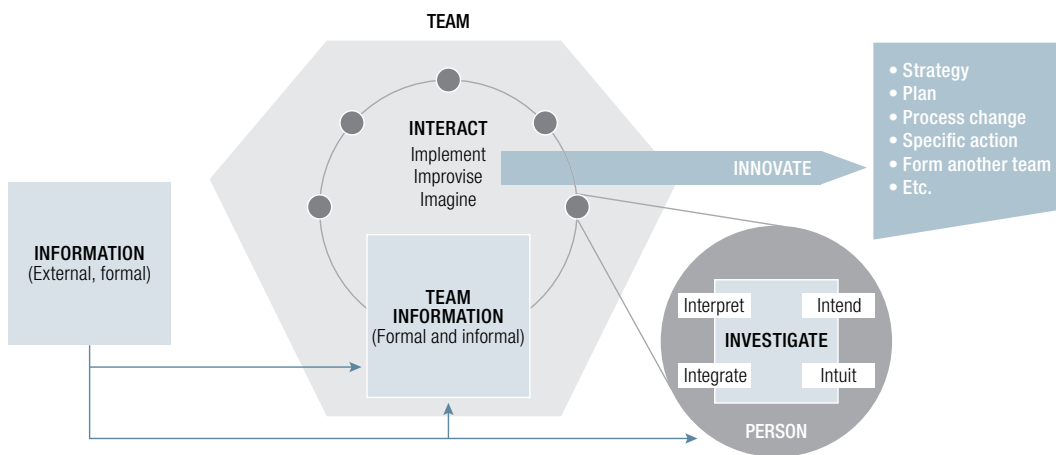 TEAM
INTERACT
Implement
Improvise
Imagine
INNOVATE
• Strategy
• Plan
• Process change
• Specific action
• Form another team
• Etc.
INFORMATION
(External, formal)
TEAM
INFORMATION
(Formal and informal)
Interpret
Intend
INVESTIGATE
Integrate
Intuit
PERSON